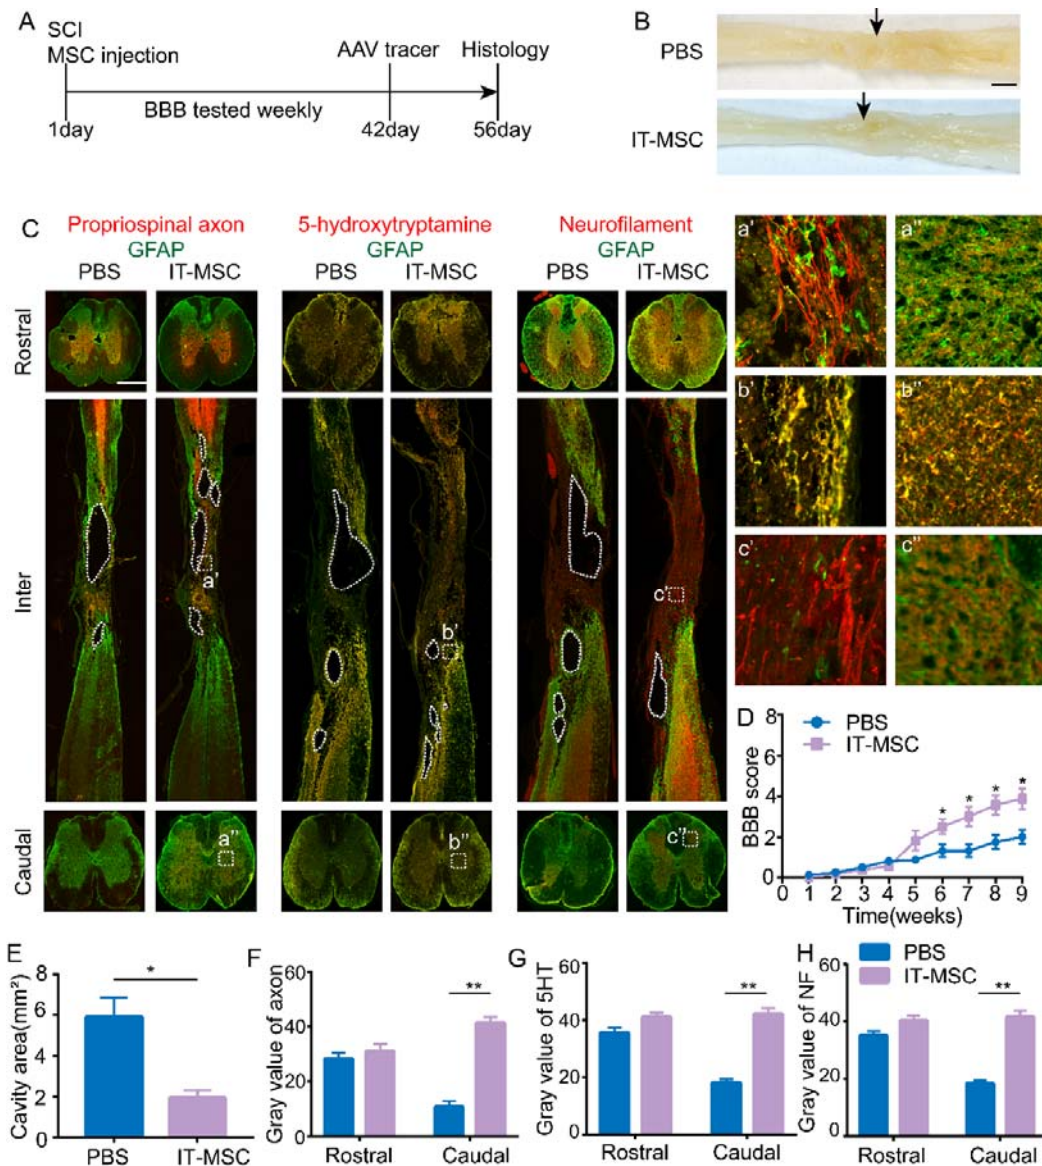 A
SCI
MSC injection
AAV tracer
Histology
BBB tested weekly
1day
42day
56day
B
PBS
IT-MSC
C
Propriospinal axon
GFAP
PBS
IT-MSC
5-hydroxytryptamine
GFAP
PBS
IT-MSC
Neurofilament
GFAP
PBS
IT-MSC
Rostral
Inter
Caudal
a'
b'
c'
a''
b''
c''
a'
a''
b'
b''
c'
c''
D
PBS
IT-MSC
BBB score
8
6
4
2
0
* * * *
0 1 2 3 4 5 6 7 8 9
Time(weeks)
E
Cavity area(mm²)
8
6
4
2
0
*
PBS IT-MSC
F
Gray value of axon
60
40
20
0
**
Rostral Caudal
G
Gray value of 5HT
60
40
20
0
**
Rostral Caudal
H
PBS
IT-MSC
Gray value of NF
60
40
20
0
**
Rostral Caudal